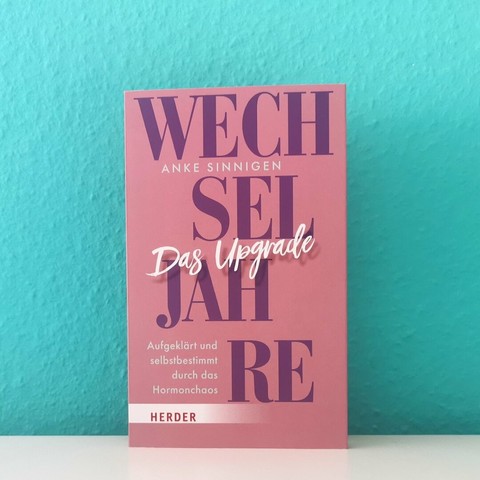 WECH
ANKE SINNIGEN
SEL
Das Upgrade
JAH
RE
Aufgeklärt und
selbstbestimmt
durch das
Hormonchaos
HERDER